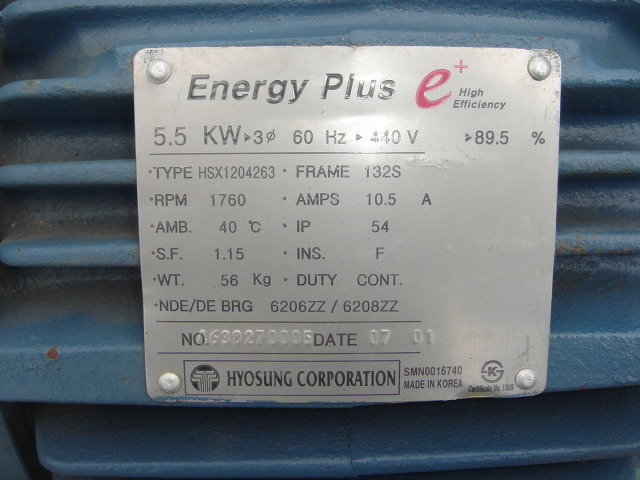 Energy Plus e+ High
Efficiency
5.5 KW ▸3ø 60 Hz ▸ 440 V ▸89.5 %
·TYPE HSX1204263 · FRAME 132S
·RPM 1760 · AMPS 10.5 A
·AMB. 40 ℃ · IP 54
·S.F. 1.15 · INS. F
·WT. 56 Kg · DUTY CONT.
·NDE/DE BRG 6206ZZ / 6208ZZ
NO. DATE 07 01
HYOSUNG CORPORATION
SMN0016740
MADE IN KOREA
Certificate No.